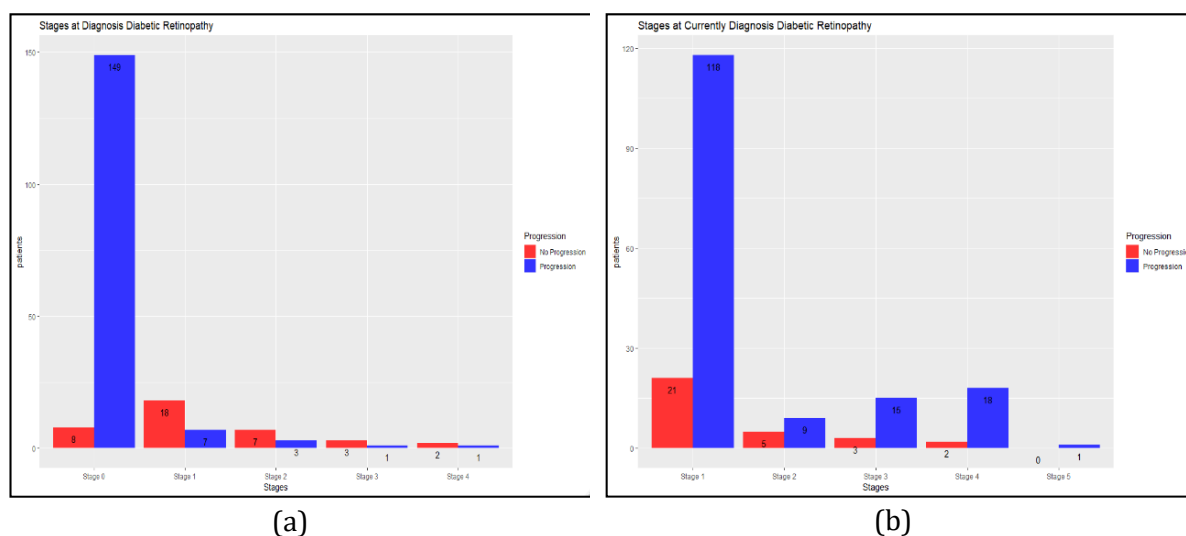 Stages at Diagnosis Diabetic Retinopathy
150
100
50
0
patients
149
8
18
7
7
3
3
1
2
1
Stage 0
Stage 1
Stage 2
Stage 3
Stage 4
Stages
Progression
No Progression
Progression
(a)
Stages at Currently Diagnosis Diabetic Retinopathy
120
90
60
30
0
patients
21
118
5
9
3
15
2
18
0
1
Stage 1
Stage 2
Stage 3
Stage 4
Stage 5
Stages
Progression
No Progression
Progression
(b)